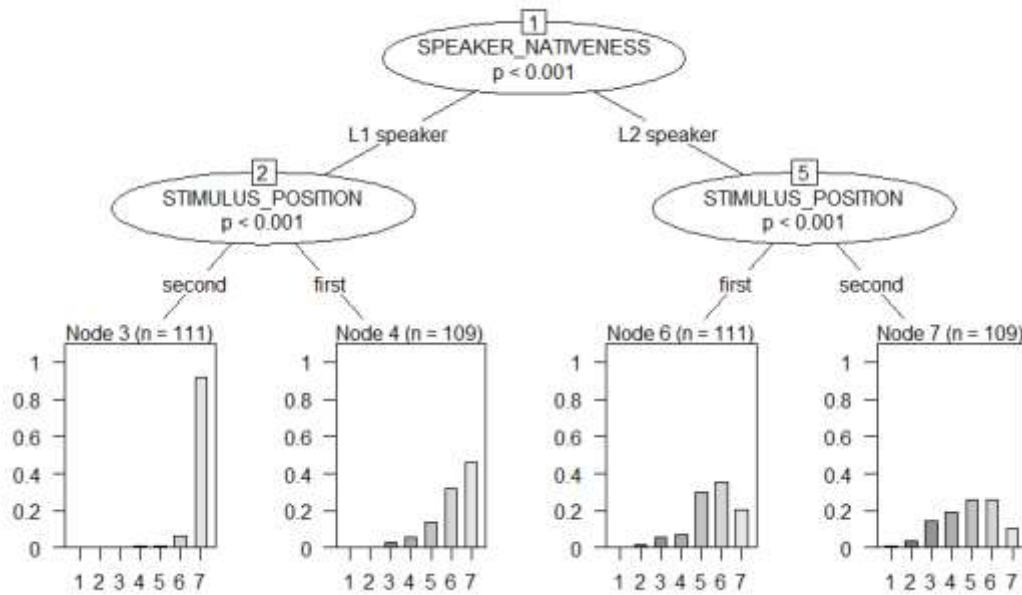 1
SPEAKER_NATIVENESS
p < 0.001
L1 speaker
L2 speaker
2
STIMULUS_POSITION
p < 0.001
5
STIMULUS_POSITION
p < 0.001
second
first
first
second
Node 3 (n = 111)
1
0.8
0.6
0.4
0.2
0
1 2 3 4 5 6 7
Node 4 (n = 109)
1
0.8
0.6
0.4
0.2
0
1 2 3 4 5 6 7
Node 6 (n = 111)
1
0.8
0.6
0.4
0.2
0
1 2 3 4 5 6 7
Node 7 (n = 109)
1
0.8
0.6
0.4
0.2
0
1 2 3 4 5 6 7